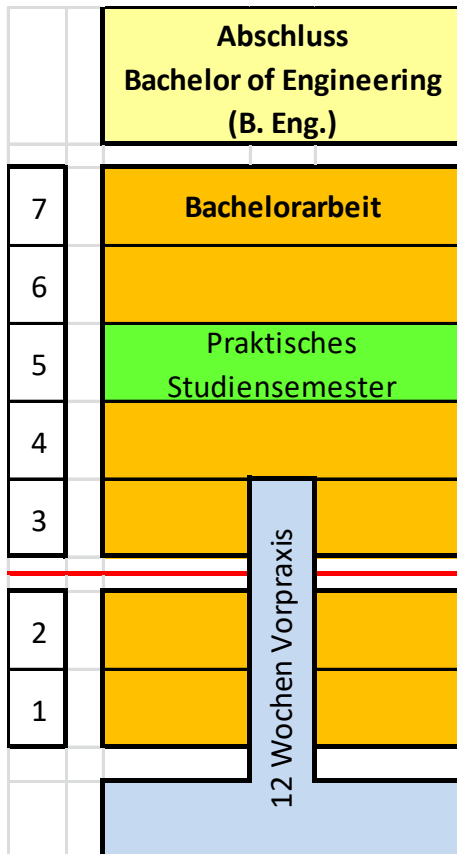 Abschluss
Bachelor of Engineering
(B. Eng.)
7
Bachelorarbeit
6
5
Praktisches
Studiensemester
4
3
12 Wochen Vorpraxis
2
1